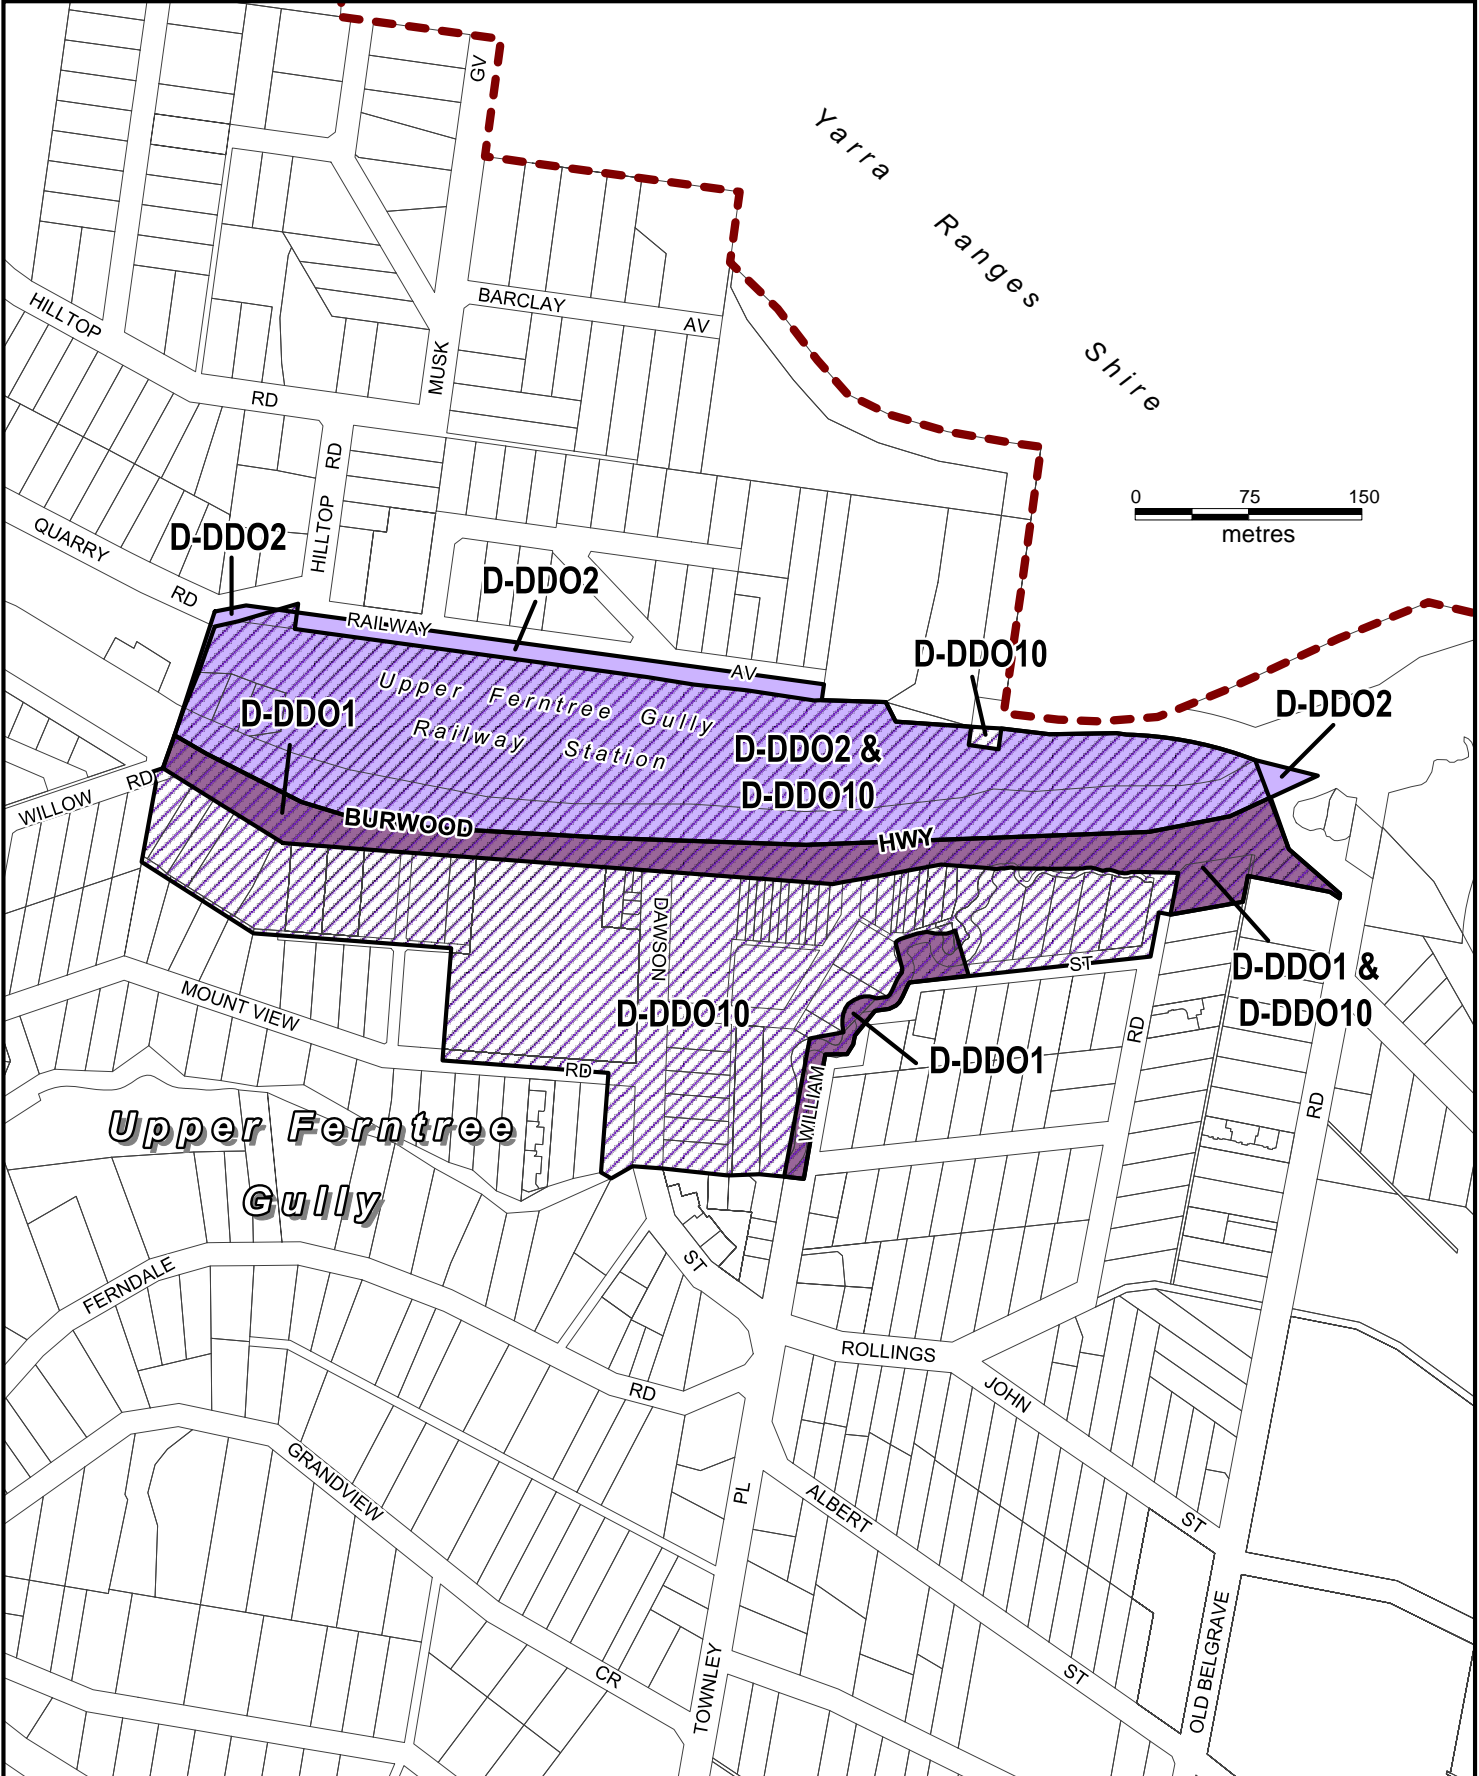 GV
Yarra Ranges Shire
BARCLAY AV
HILLTOP RD
MUSK
HILLTOP RD
0 75 150
metres
QUARRY RD
D-DDO2
D-DDO2
RAILWAY AV
D-DDO10
D-DDO2
Upper Ferntree Gully
Railway Station
D-DDO1
D-DDO2 &
D-DDO10
WILLOW RD
BURWOOD HWY
DAWSON
ST
D-DDO1 &
D-DDO10
MOUNT VIEW RD
D-DDO10
D-DDO1
RD
RD
WILLIAM
Upper Ferntree
Gully
ST
FERNDALE RD
ROLLINGS
JOHN ST
GRANDVIEW CR
PL
ALBERT ST
TOWNLEY
OLD BELGRAVE